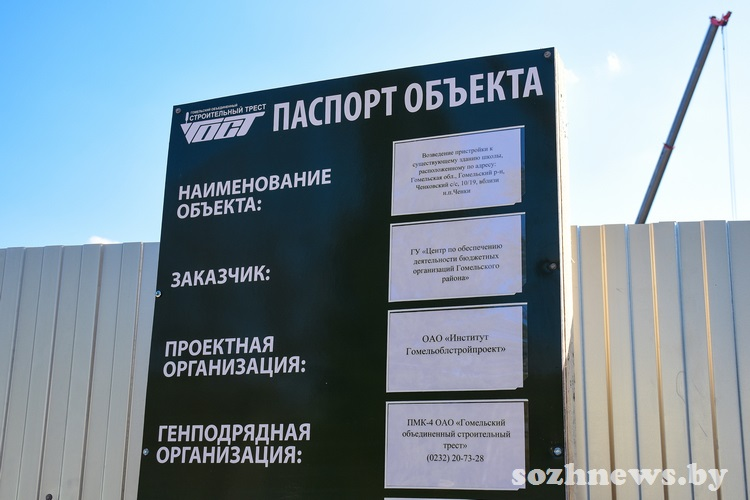 ГОМЕЛЬСКИЙ ОБЪЕДИНЕННЫЙ
СТРОИТЕЛЬНЫЙ ТРЕСТ
ГОСТ
ПАСПОРТ ОБЪЕКТА
НАИМЕНОВАНИЕ
ОБЪЕКТА:
Возведение пристройки к
существующему зданию школы,
расположенному по адресу:
Гомельская обл., Гомельский р-н,
Ченковский с/с, 10/19, вблизи
н.п.Ченки
ЗАКАЗЧИК:
ГУ «Центр по обеспечению
деятельности бюджетных
организаций Гомельского
района»
ПРОЕКТНАЯ
ОРГАНИЗАЦИЯ:
ОАО «Институт
Гомельоблстройпроект»
ГЕНПОДРЯДНАЯ
ОРГАНИЗАЦИЯ:
ПМК-4 ОАО «Гомельский
объединенный строительный
трест»
(0232) 20-73-28
sozhnews.by